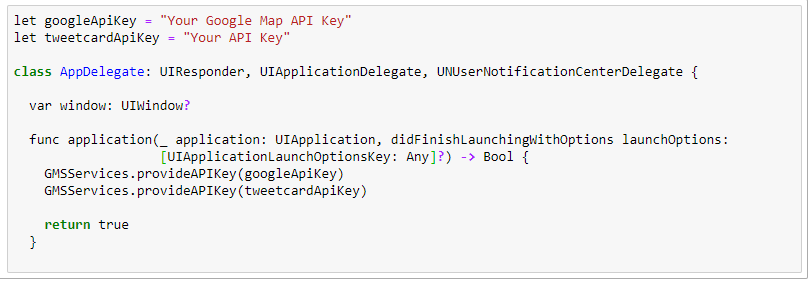 let googleApiKey = "Your Google Map API Key"
let tweetcardApiKey = "Your API Key"
class AppDelegate: UIResponder, UIApplicationDelegate, UNUserNotificationCenterDelegate {
var window: UIWindow?
func application(_ application: UIApplication, didFinishLaunchingWithOptions launchOptions:
[UIApplicationLaunchOptionsKey: Any]?) -> Bool {
GMSServices.provideAPIKey(googleApiKey)
GMSServices.provideAPIKey(tweetcardApiKey)
return true
}